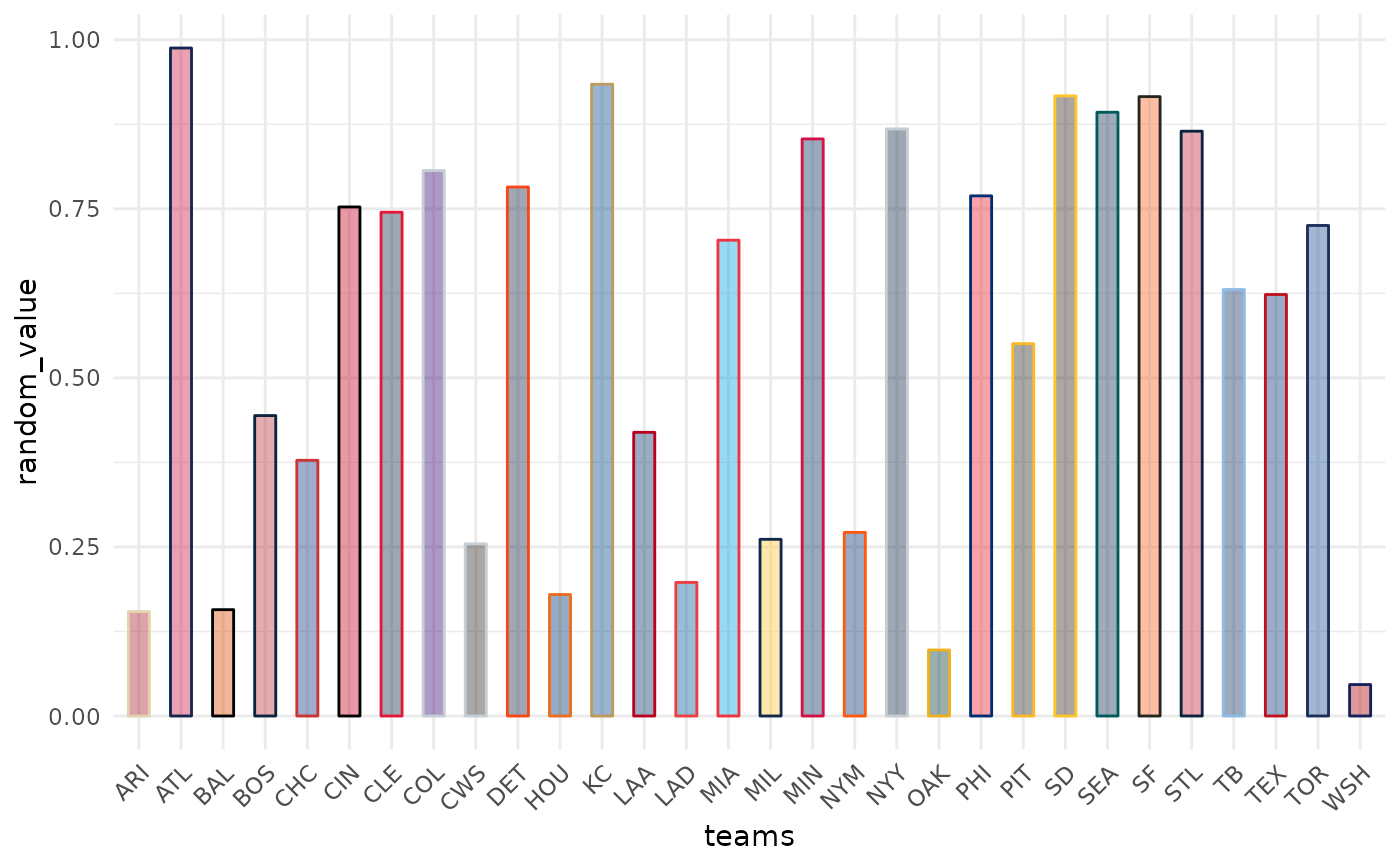 1.00
0.75
0.50
0.25
0.00
random_value
ARI ATL BAL BOS CHC CIN CLE COL CWS DET HOU KC LAA LAD MIA MIL MIN NYM NYY OAK PHI PIT SD SEA SF STL TB TEX TOR WSH
teams